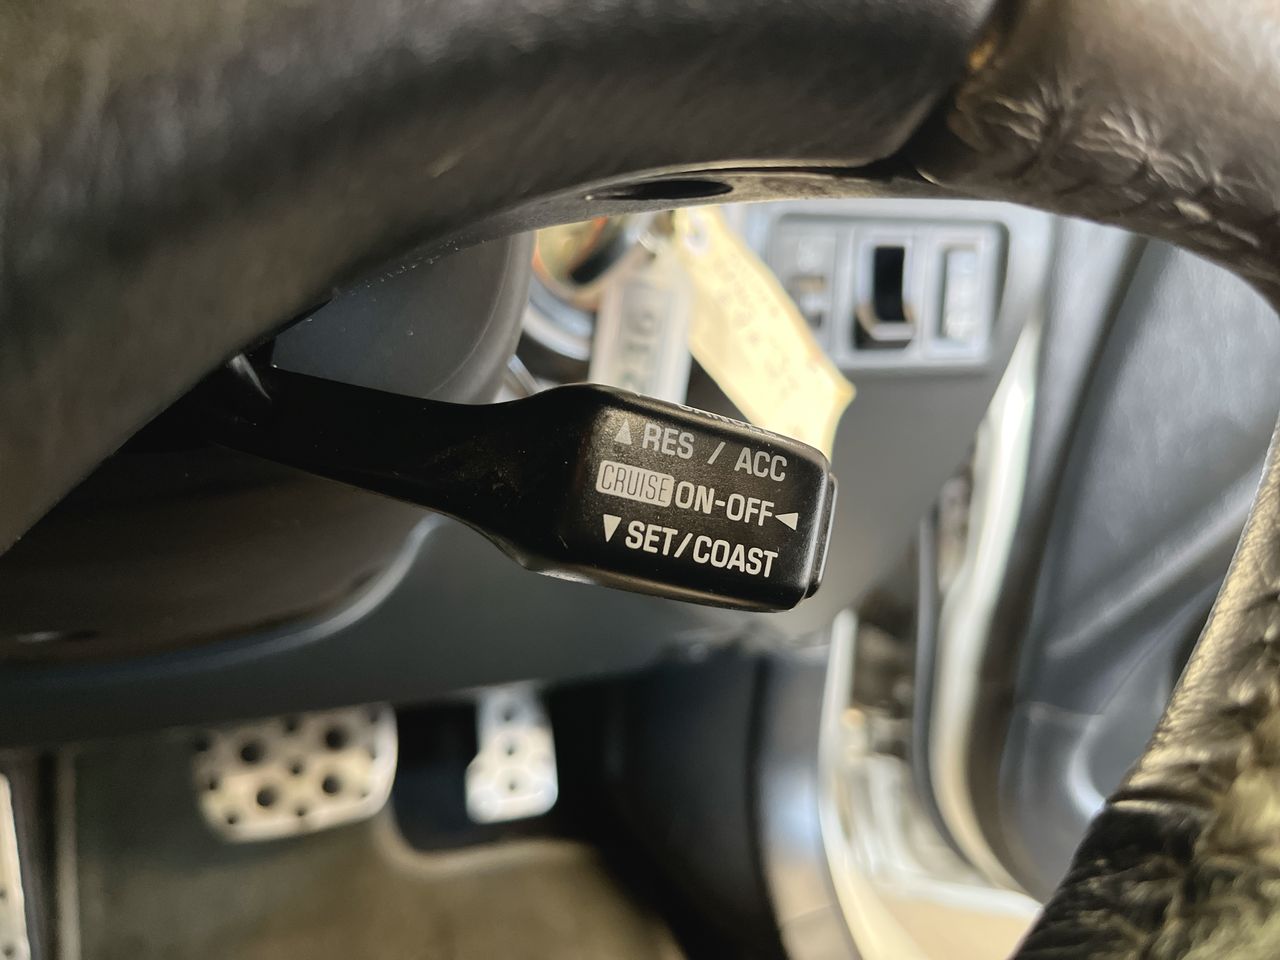 ▲ RES / ACC
CRUISE ON-OFF ◄
▼ SET/COAST